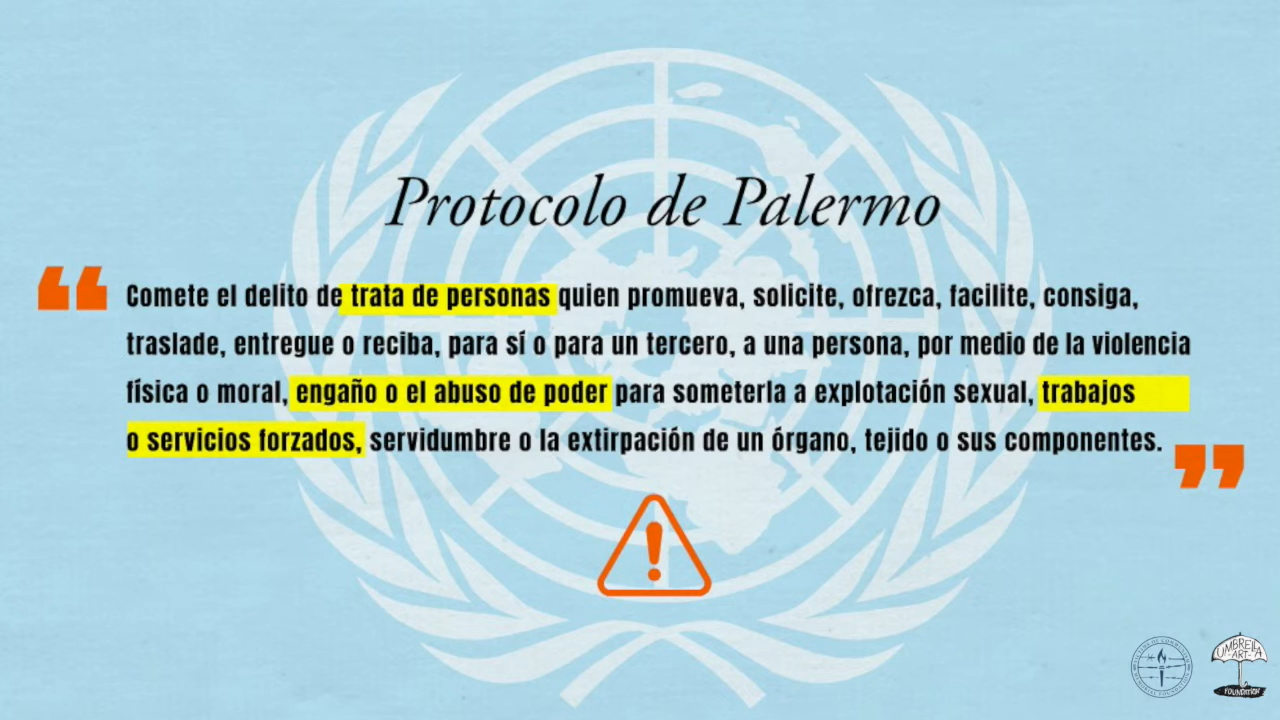 Protocolo de Palermo
“
Comete el delito de trata de personas quien promueva, solicite, ofrezca, facilite, consiga,
traslade, entregue o reciba, para sí o para un tercero, a una persona, por medio de la violencia
física o moral, engaño o el abuso de poder para someterla a explotación sexual, trabajos
o servicios forzados, servidumbre o la extirpación de un órgano, tejido o sus componentes.
”
UMBRELLA
ART
FOUNDATION